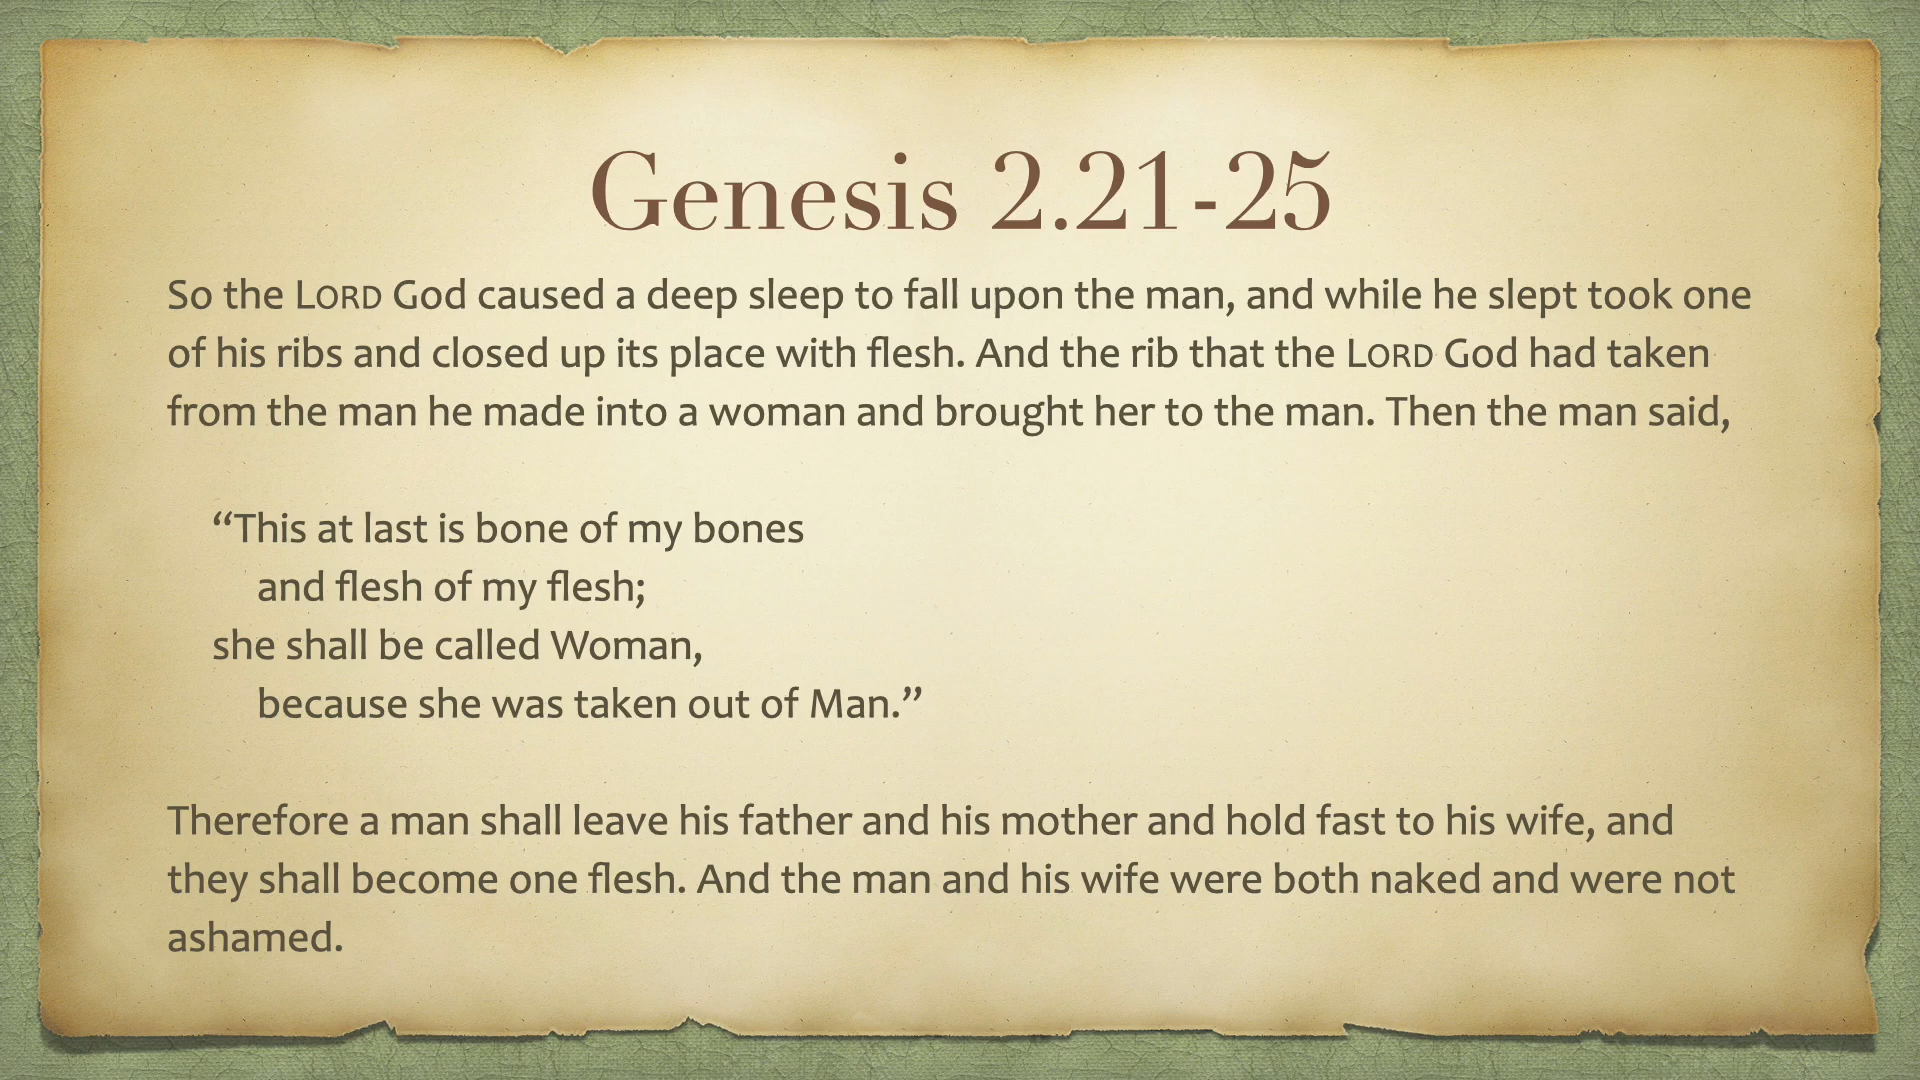 Genesis 2.21-25
So the LORD God caused a deep sleep to fall upon the man, and while he slept took one
of his ribs and closed up its place with flesh. And the rib that the LORD God had taken
from the man he made into a woman and brought her to the man. Then the man said,
“This at last is bone of my bones
and flesh of my flesh;
she shall be called Woman,
because she was taken out of Man.”
Therefore a man shall leave his father and his mother and hold fast to his wife, and
they shall become one flesh. And the man and his wife were both naked and were not
ashamed.